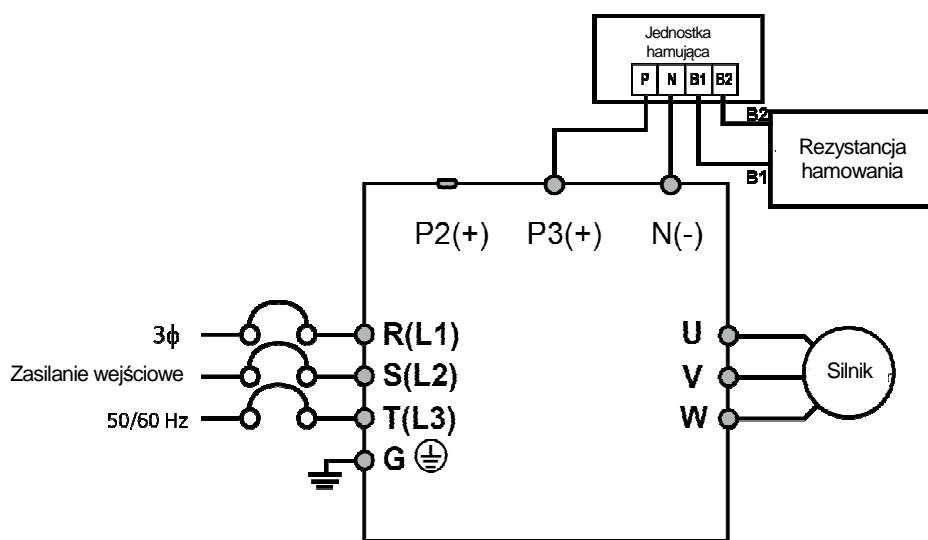 Jednostka
hamująca
P N B1 B2
B2
B1
Rezystancja
hamowania
P2(+) P3(+) N(-)
3ϕ
Zasilanie wejściowe
50/60 Hz
R(L1)
S(L2)
T(L3)
G
U
V
W
Silnik